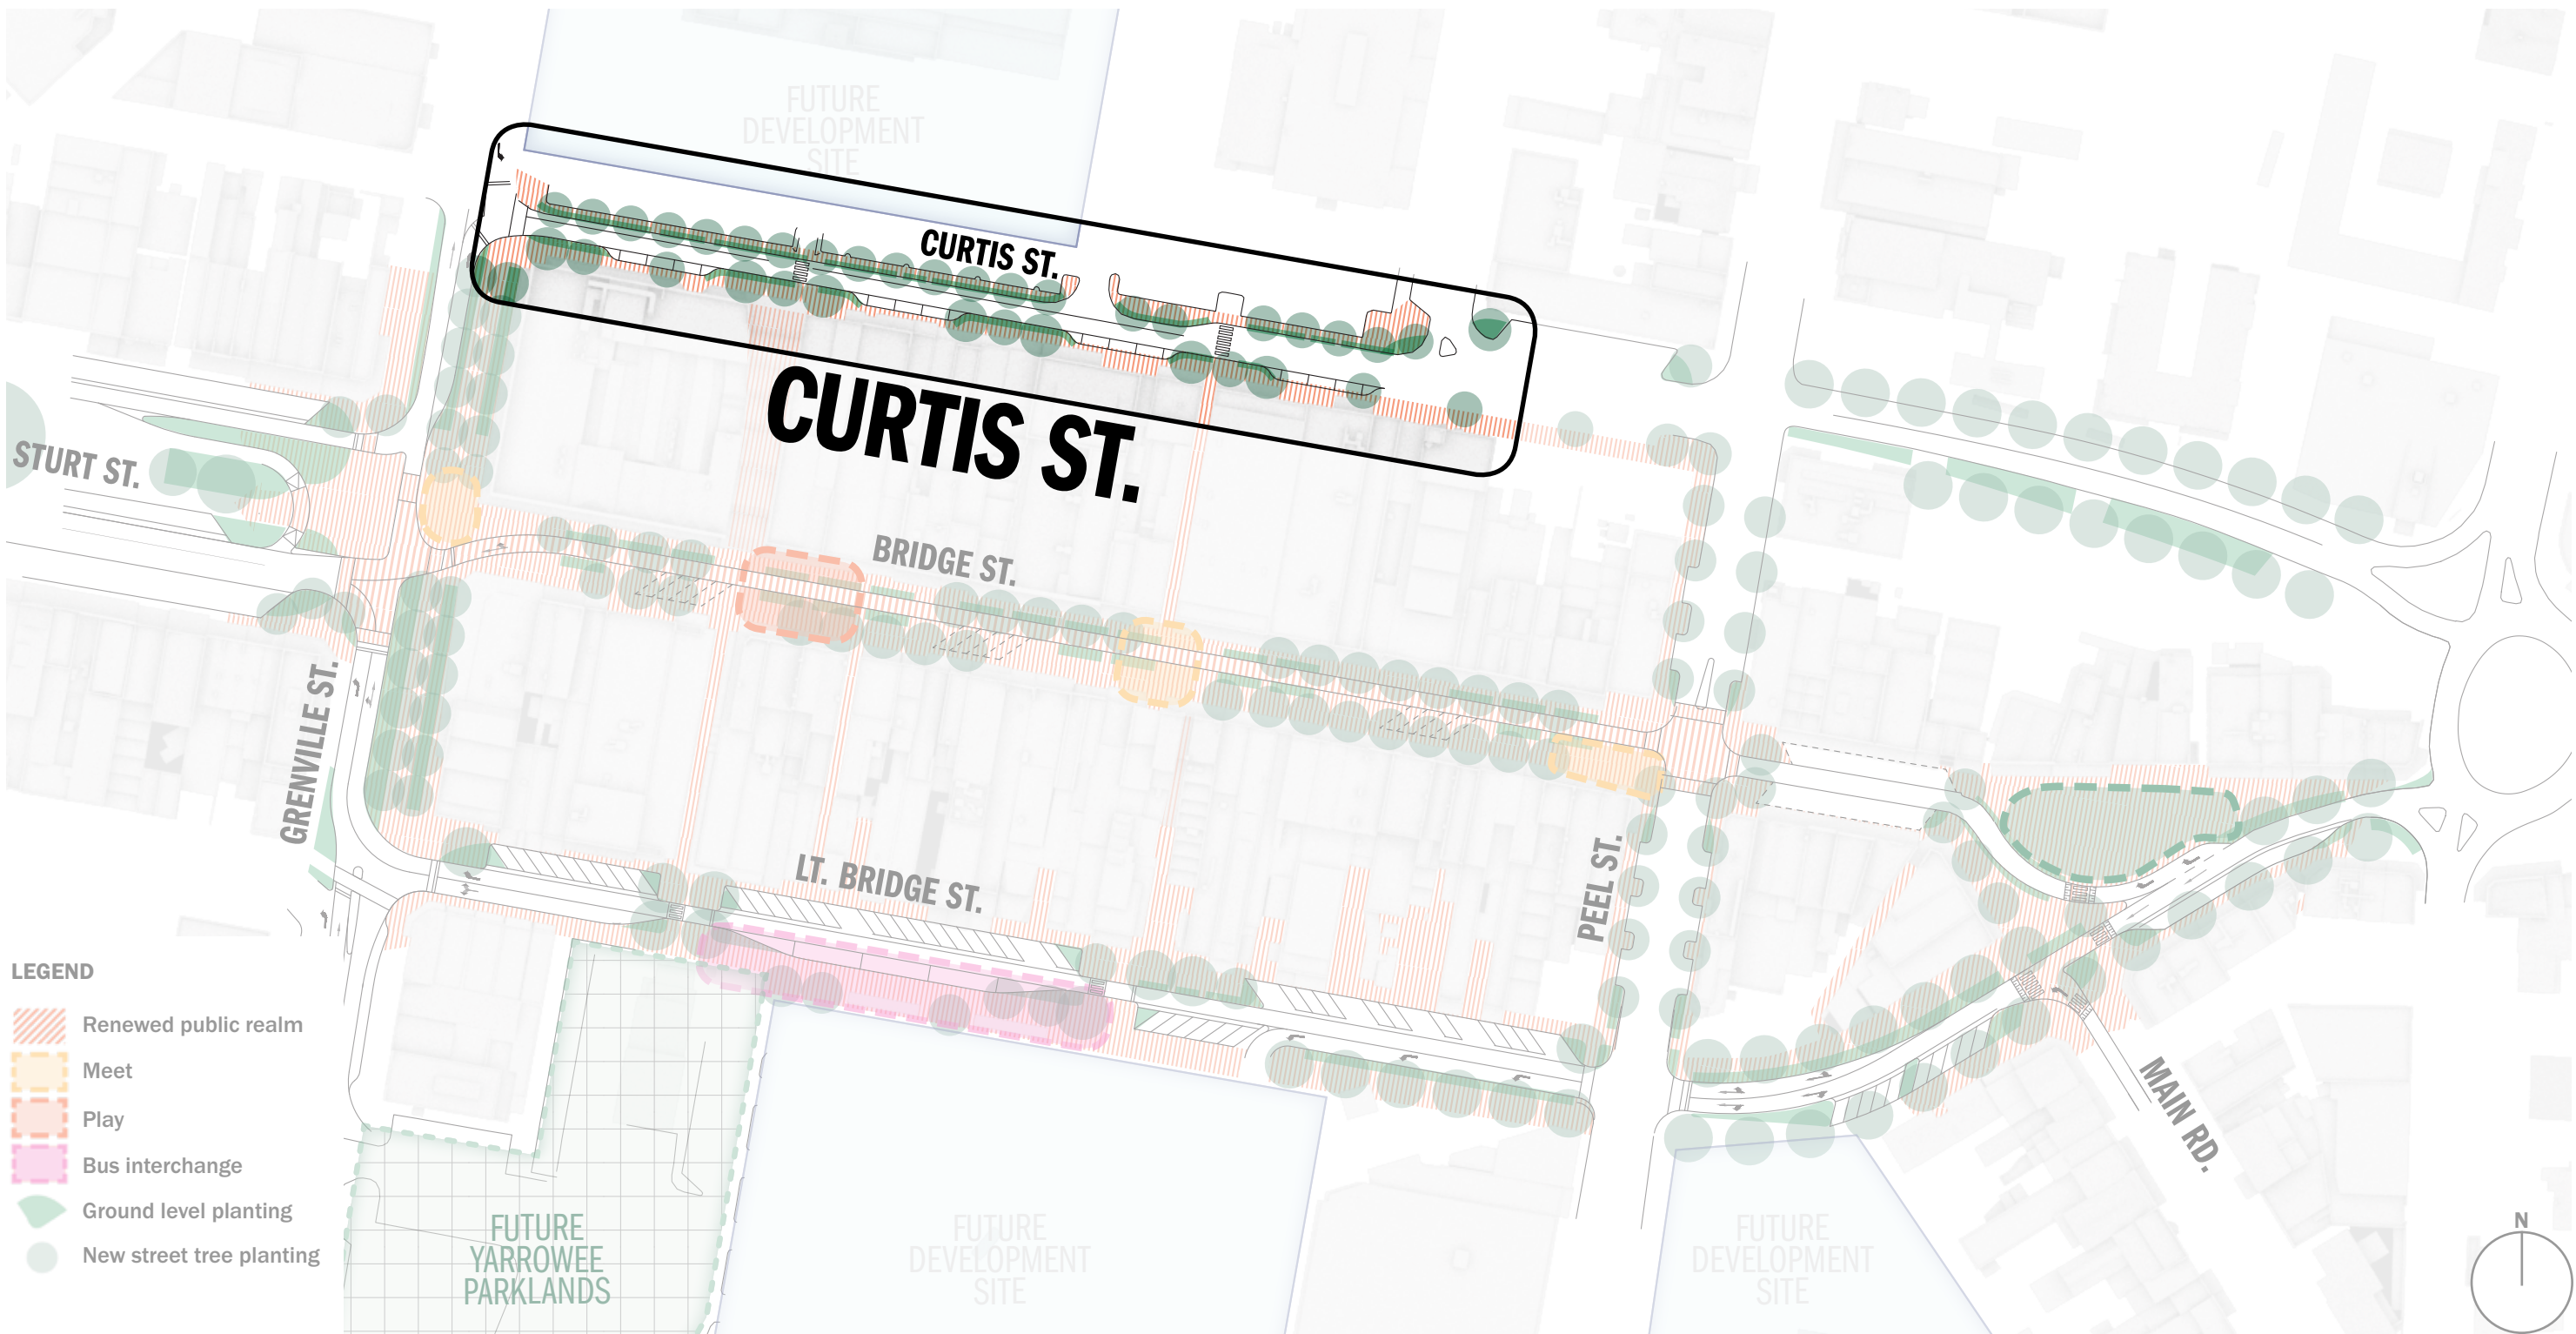 FUTURE
DEVELOPMENT
SITE
CURTIS ST.
CURTIS ST.
STURT ST.
BRIDGE ST.
GRENVILLE ST.
LT. BRIDGE ST.
PEEL ST.
MAIN RD.
LEGEND
Renewed public realm
Meet
Play
Bus interchange
Ground level planting
New street tree planting
FUTURE
YARROWEE
PARKLANDS
FUTURE
DEVELOPMENT
SITE
FUTURE
DEVELOPMENT
SITE
N